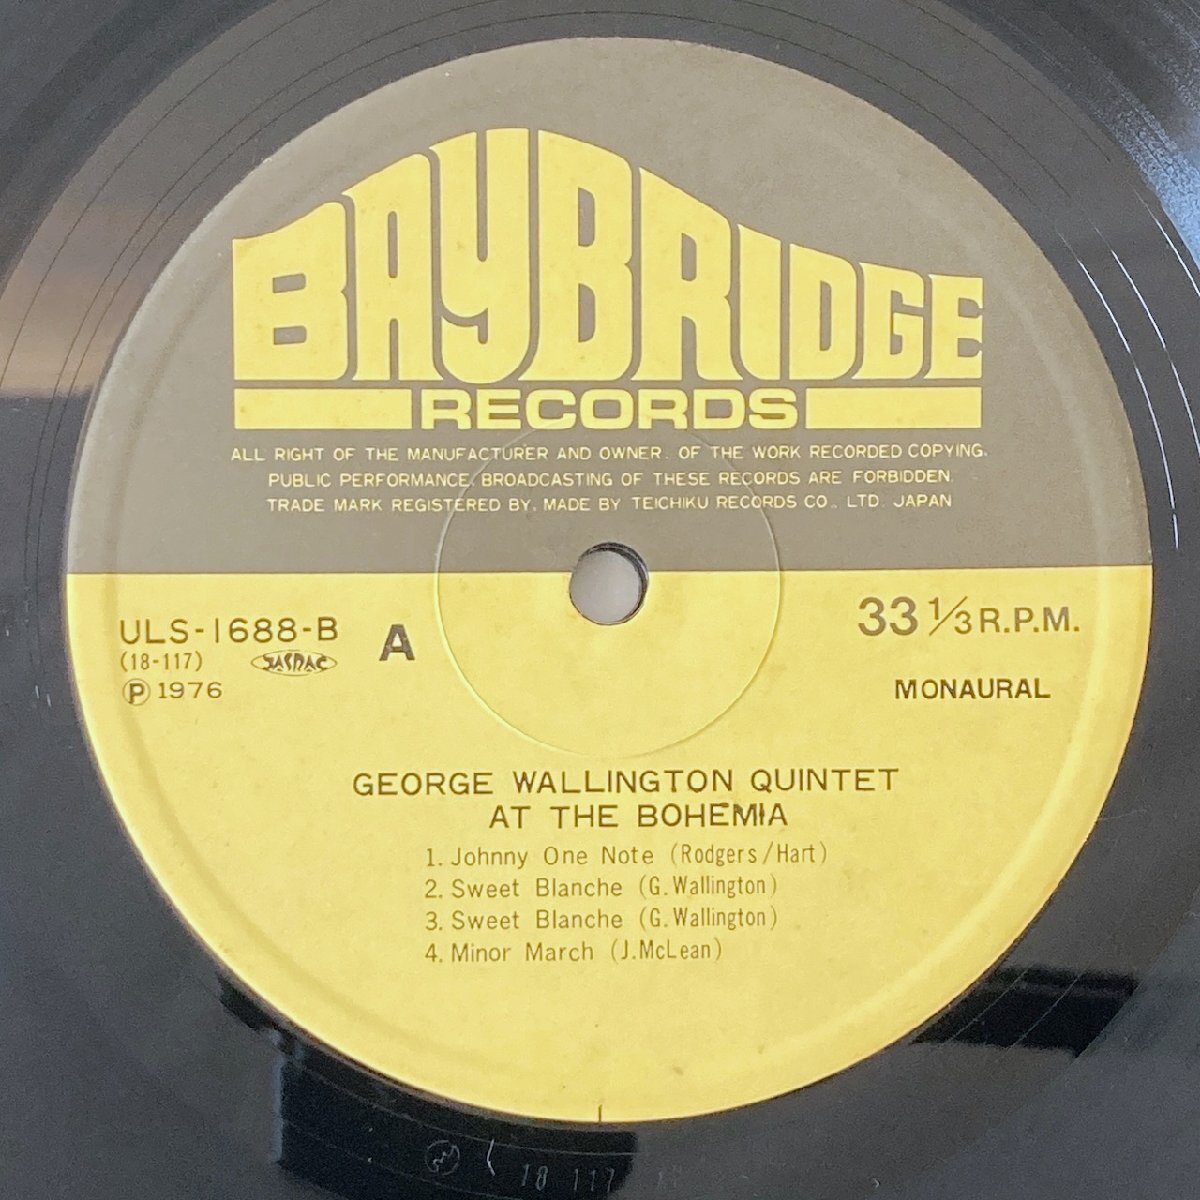 BAYBRIDGE
RECORDS
ALL RIGHT OF THE MANUFACTURER AND OWNER. OF THE WORK RECORDED COPYING,
PUBLIC PERFORMANCE, BROADCASTING OF THESE RECORDS ARE FORBIDDEN.
TRADE MARK REGISTERED BY, MADE BY TEICHIKU RECORDS CO., LTD. JAPAN
ULS-1688-B A 33 1/3 R.P.M.
(18-117) JASRAC
Ⓟ 1976 MONAURAL
GEORGE WALLINGTON QUINTET
AT THE BOHEMIA
1. Johnny One Note (Rodgers/Hart)
2. Sweet Blanche (G. Wallington)
3. Sweet Blanche (G. Wallington)
4. Minor March (J. McLean)
18 117